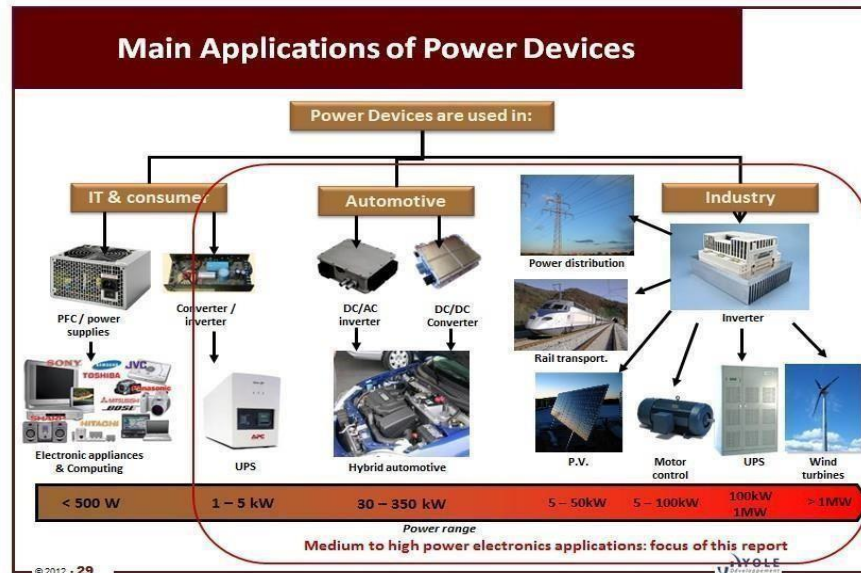 Main Applications of Power Devices
Power Devices are used in:
IT & consumer
Automotive
Industry
PFC / power
supplies
Converter /
inverter
DC/AC
inverter
DC/DC
Converter
Power distribution
Rail transport.
Inverter
SONY
SAMSUNG
JVC
TOSHIBA
Panasonic
MITSUBISHI
BOSE
SHARP
HITACHI
APC
Electronic appliances
& Computing
UPS
Hybrid automotive
P.V.
Motor
control
UPS
Wind
turbines
< 500 W
1 – 5 kW
30 – 350 kW
5 – 50kW
5 – 100kW
100kW
1MW
>1MW
Power range
Medium to high power electronics applications: focus of this report
© 2012 • 29
YOLE